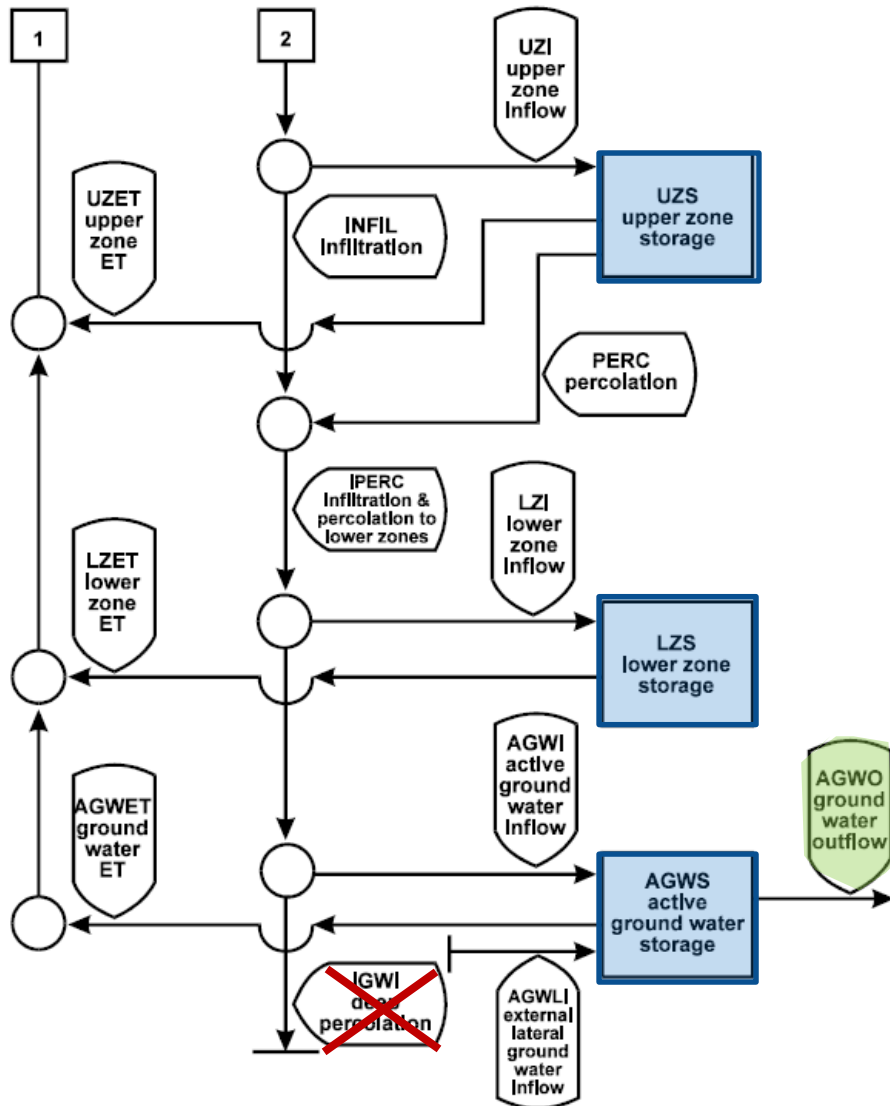 1
2
UZI
upper
zone
Inflow
UZET
upper
zone
ET
INFIL
Infiltration
UZS
upper zone
storage
PERC
percolation
IPERC
Infiltration &
percolation to
lower zones
LZI
lower
zone
Inflow
LZET
lower
zone
ET
LZS
lower zone
storage
AGWI
active
ground
water
Inflow
AGWO
ground
water
outflow
AGWET
ground
water
ET
AGWS
active
ground water
storage
IGWI
deep
percolation
AGWLI
external
lateral
ground
water
Inflow